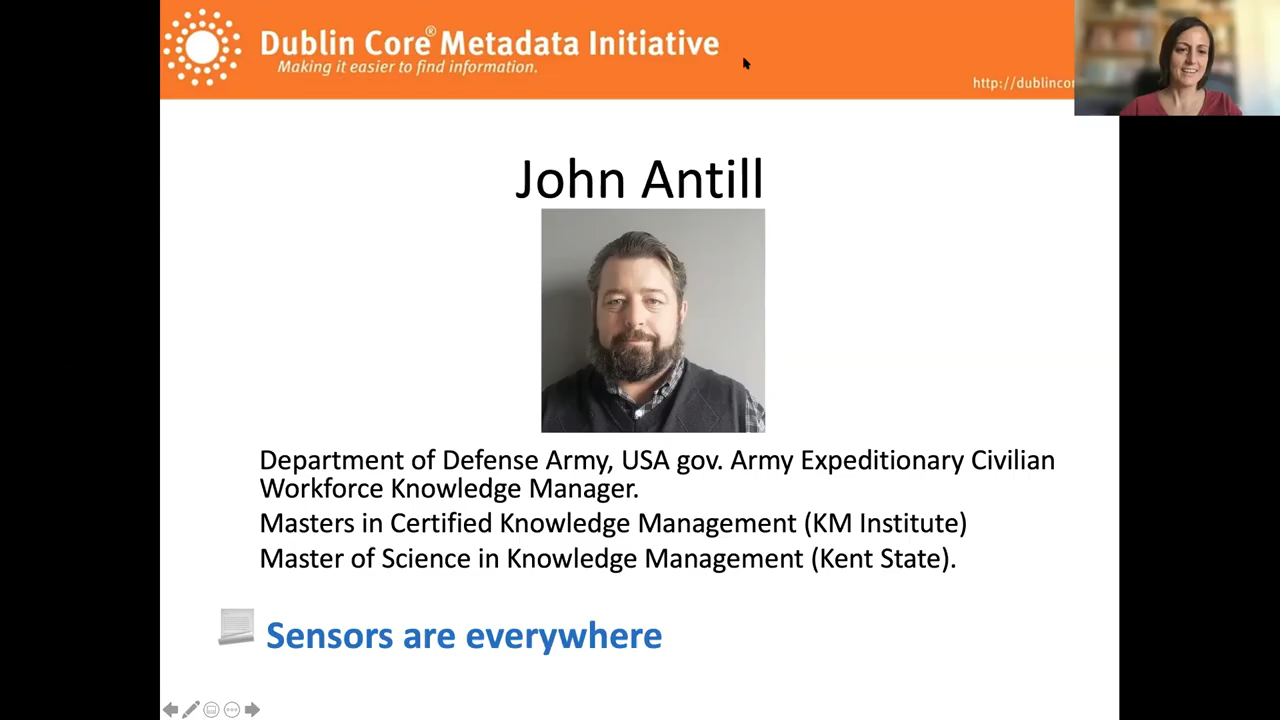 Dublin Core® Metadata Initiative
Making it easier to find information.
http://dublincor
John Antill
Department of Defense Army, USA gov. Army Expeditionary Civilian
Workforce Knowledge Manager.
Masters in Certified Knowledge Management (KM Institute)
Master of Science in Knowledge Management (Kent State).
Sensors are everywhere